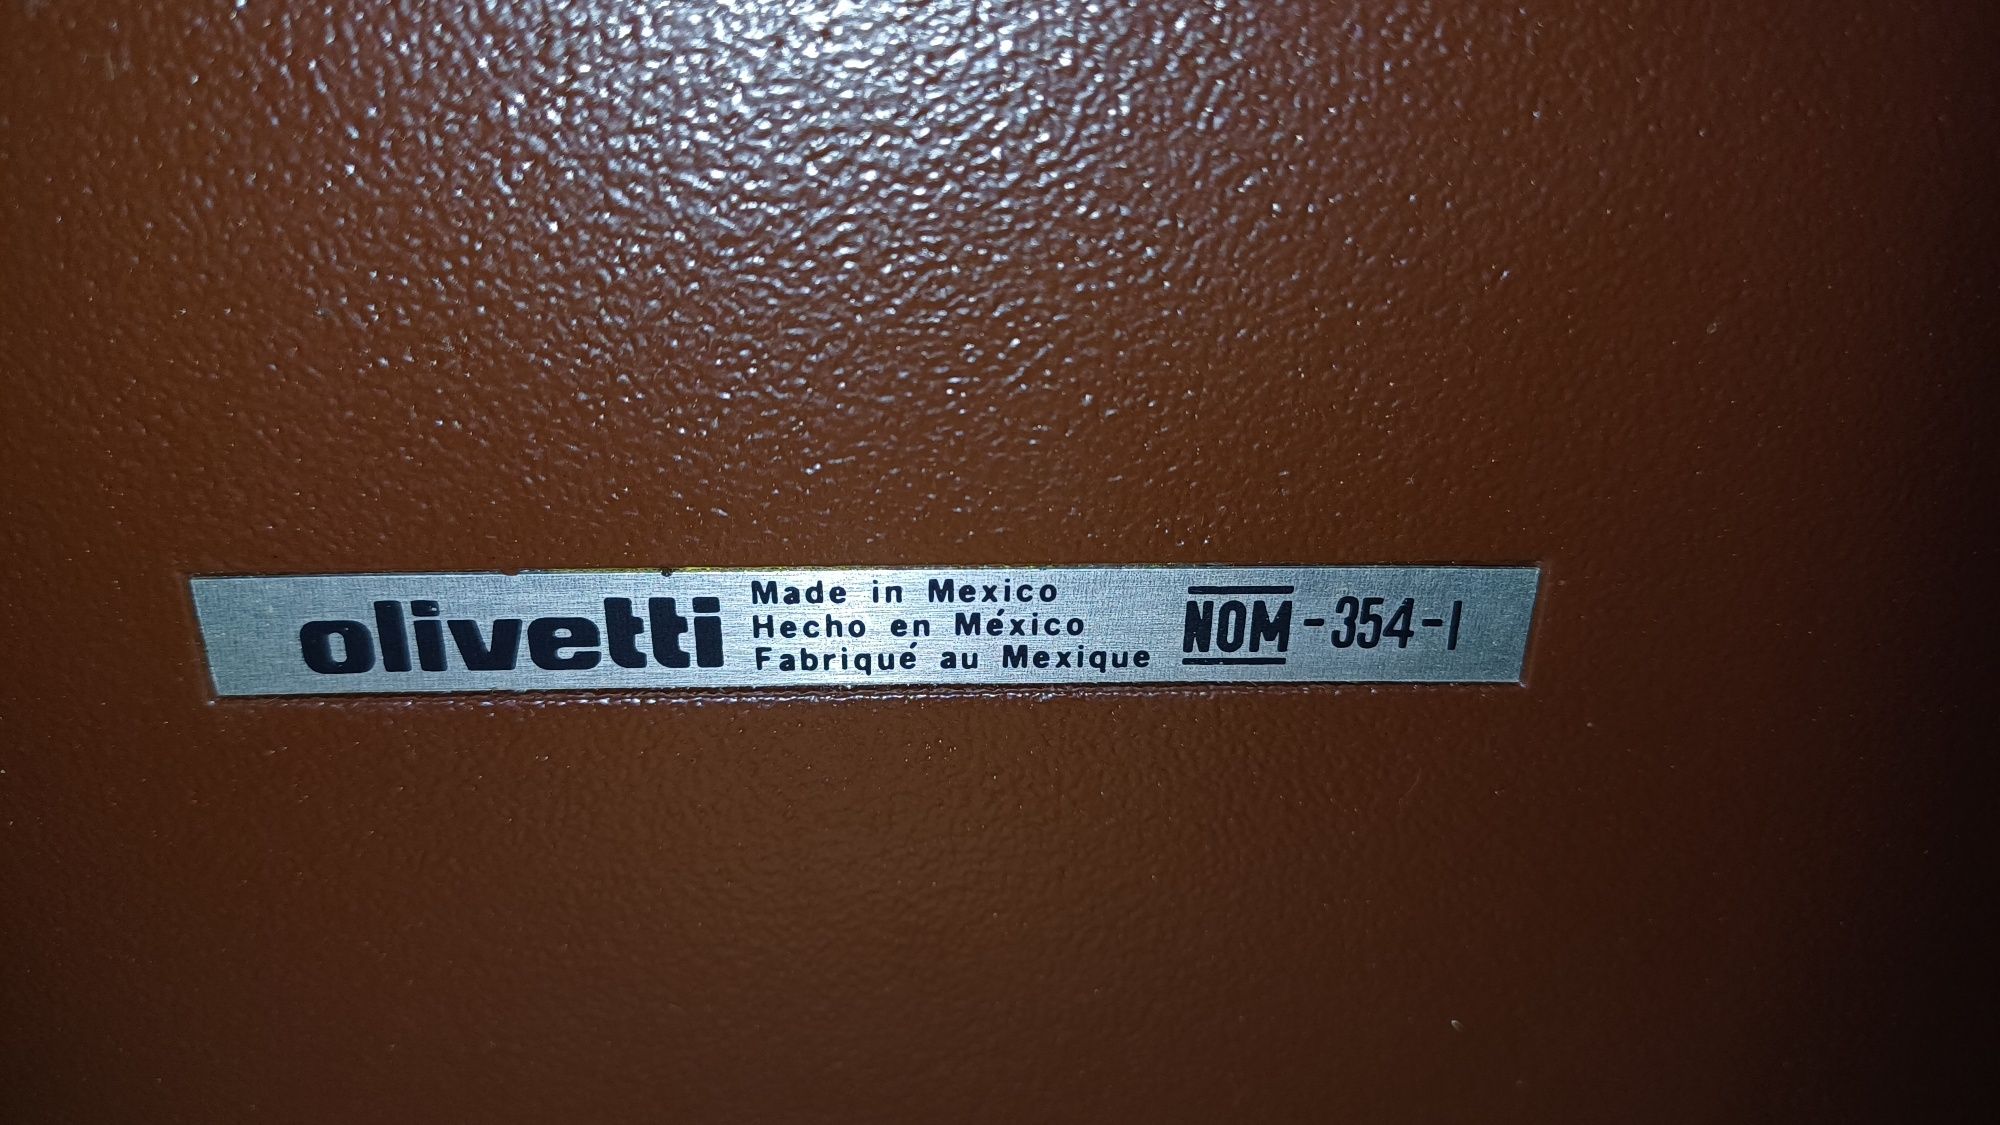 olivetti
Made in Mexico
Hecho en México
Fabriqué au Mexique
NOM-354-I